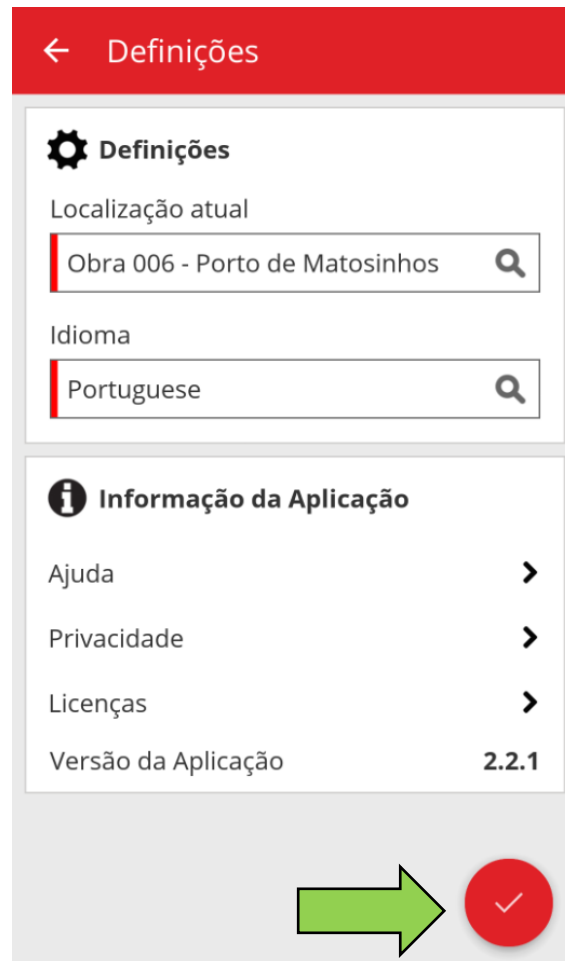 Definições
Definições
Localização atual
Obra 006 - Porto de Matosinhos
Idioma
Portuguese
Informação da Aplicação
Ajuda
Privacidade
Licenças
Versão da Aplicação 2.2.1